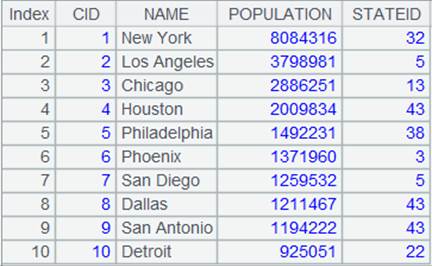 Index CID NAME POPULATION STATEID
1 1 New York 8084316 32
2 2 Los Angeles 3798981 5
3 3 Chicago 2886251 13
4 4 Houston 2009834 43
5 5 Philadelphia 1492231 38
6 6 Phoenix 1371960 3
7 7 San Diego 1259532 5
8 8 Dallas 1211467 43
9 9 San Antonio 1194222 43
10 10 Detroit 925051 22